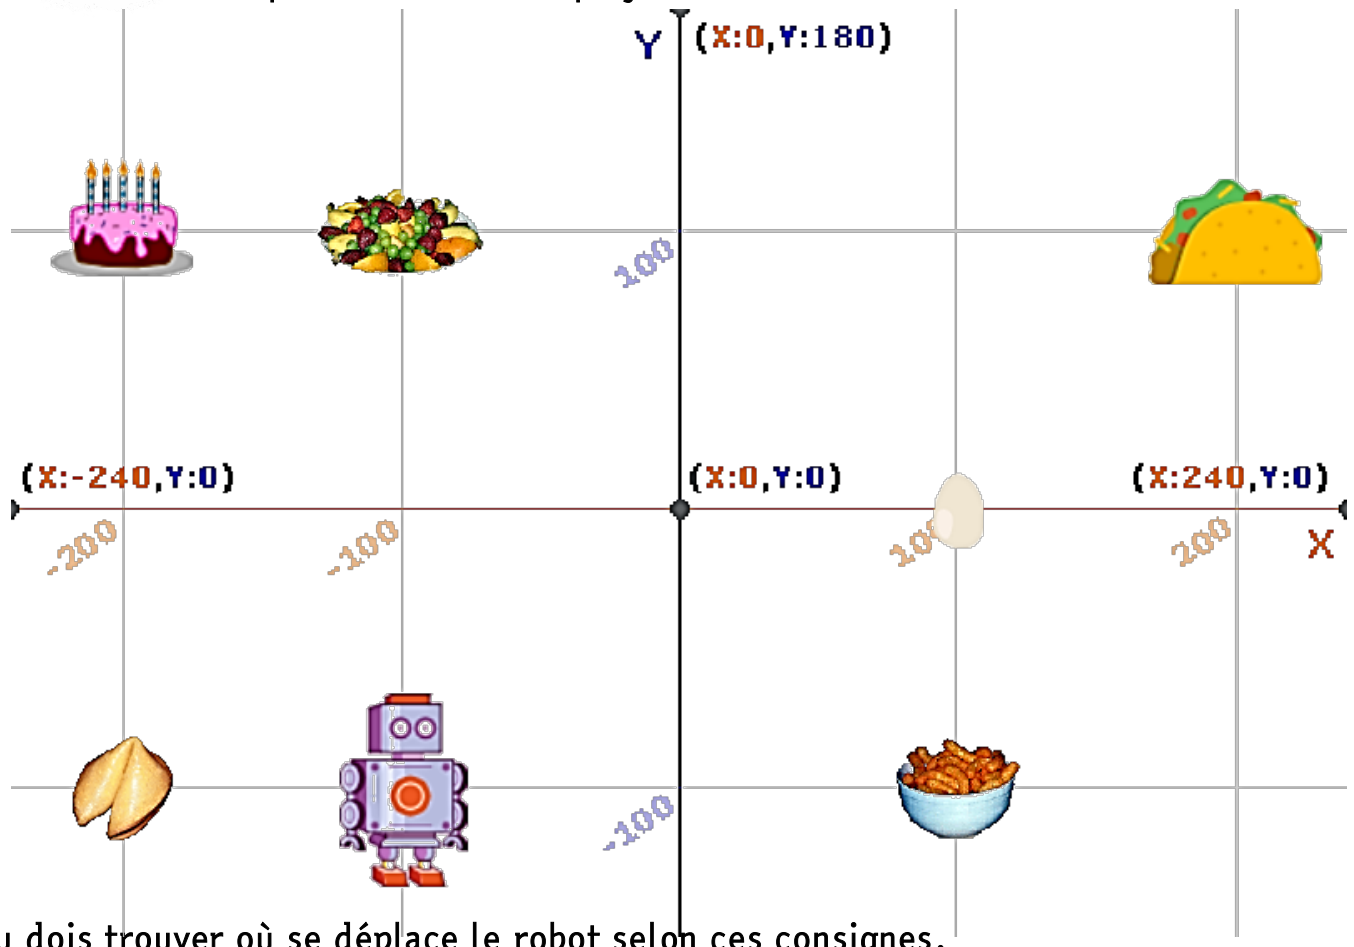 Y (X:0,Y:180)
100
(X:-240,Y:0) (X:0,Y:0) (X:240,Y:0)
-200 -100 100 200 X
-100
dois trouver où se déplace le robot selon ces consignes.